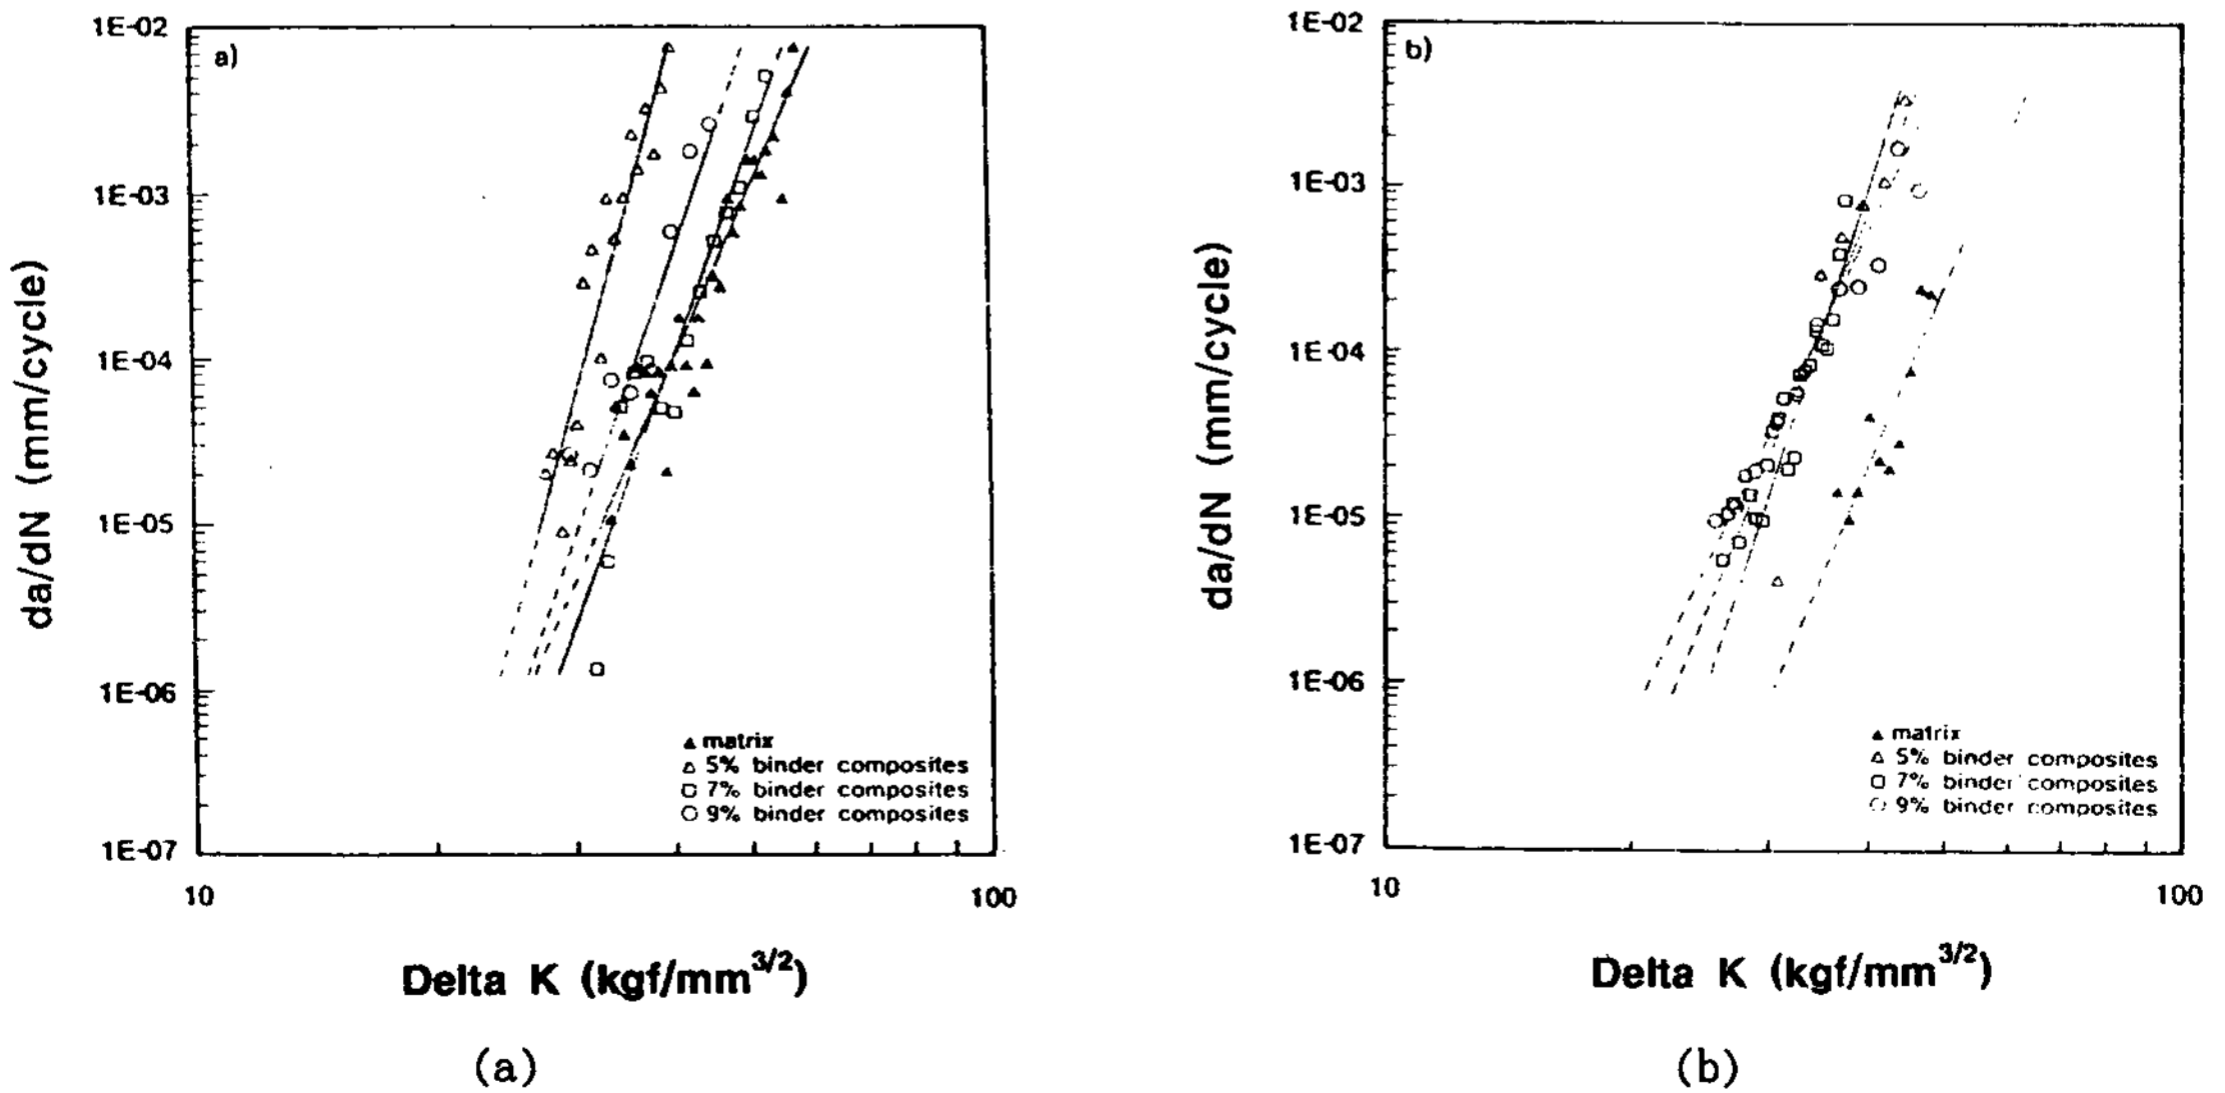 a)
1E-02
1E-03
1E-04
1E-05
1E-06
1E-07
da/dN (mm/cycle)
matrix
5% binder composites
7% binder composites
9% binder composites
10
100
Delta K (kgf/mm3/2)
(a)
b)
1E-02
1E-03
1E-04
1E-05
1E-06
1E-07
da/dN (mm/cycle)
matrix
5% binder composites
7% binder composites
9% binder composites
10
100
Delta K (kgf/mm3/2)
(b)